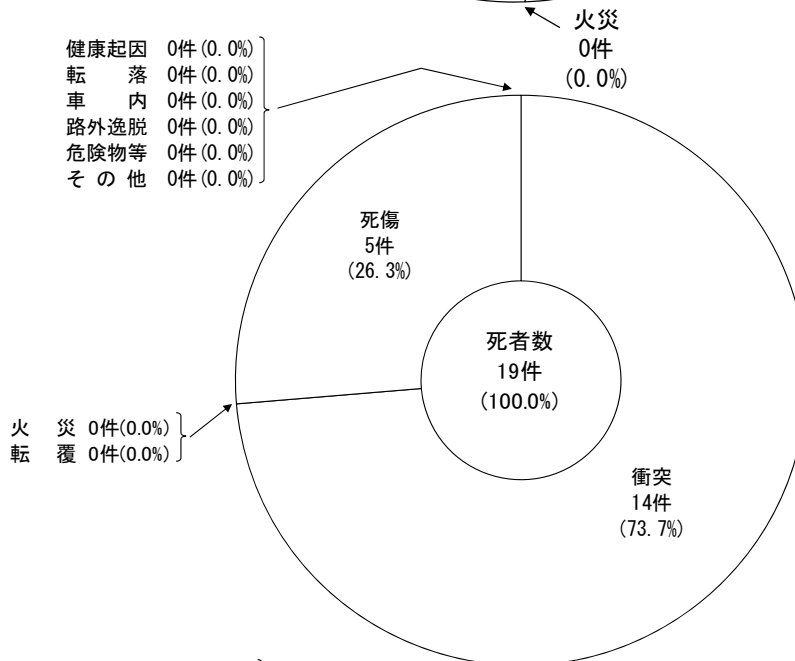 火災
0件
(0.0%)
健康起因 0件(0.0%)
転　　落 0件(0.0%)
車　　内 0件(0.0%)
路外逸脱 0件(0.0%)
危険物等 0件(0.0%)
そ の 他 0件(0.0%)
死傷
5件
(26.3%)
死者数
19件
(100.0%)
火　災 0件(0.0%)
転　覆 0件(0.0%)
衝突
14件
(73.7%)